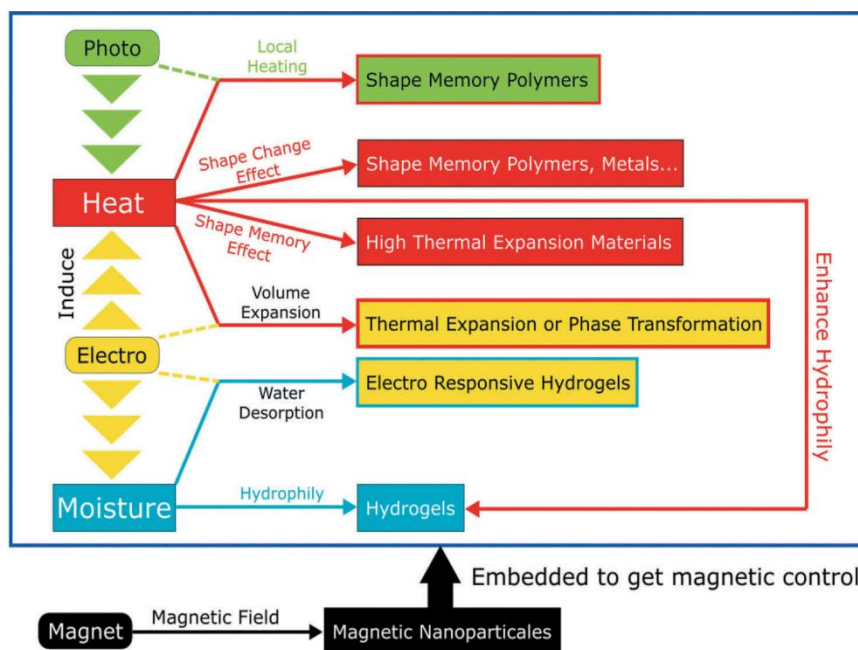 Photo
Local
Heating
Shape Memory Polymers
Shape Change
Effect
Shape Memory Polymers, Metals...
Heat
Shape Memory
Effect
High Thermal Expansion Materials
Induce
Volume
Expansion
Thermal Expansion or Phase Transformation
Electro
Electro Responsive Hydrogels
Water
Desorption
Enhance Hydrophily
Moisture
Hydrophily
Hydrogels
Embedded to get magnetic control
Magnet
Magnetic Field
Magnetic Nanoparticales